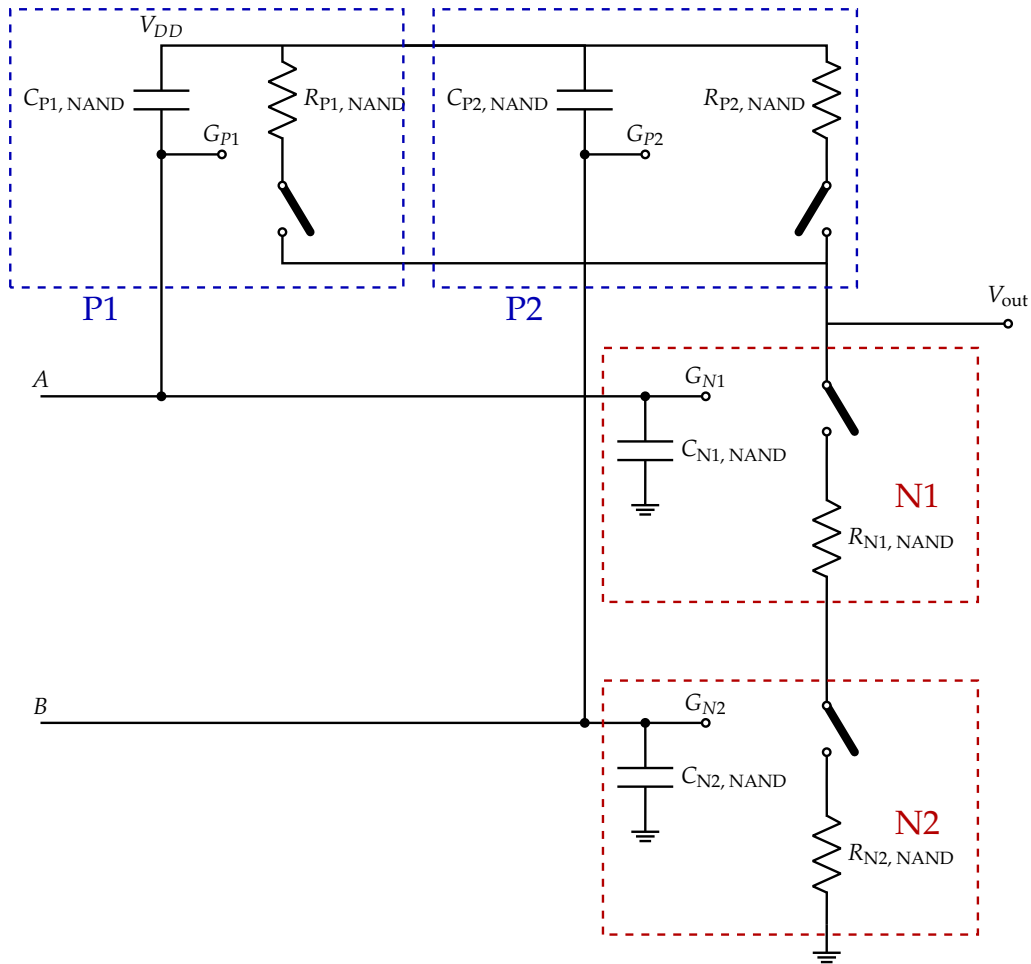 V_DD
C_P1, NAND
R_P1, NAND
C_P2, NAND
R_P2, NAND
G_P1
G_P2
P1
P2
V_out
A
G_N1
C_N1, NAND
N1
R_N1, NAND
B
G_N2
C_N2, NAND
N2
R_N2, NAND